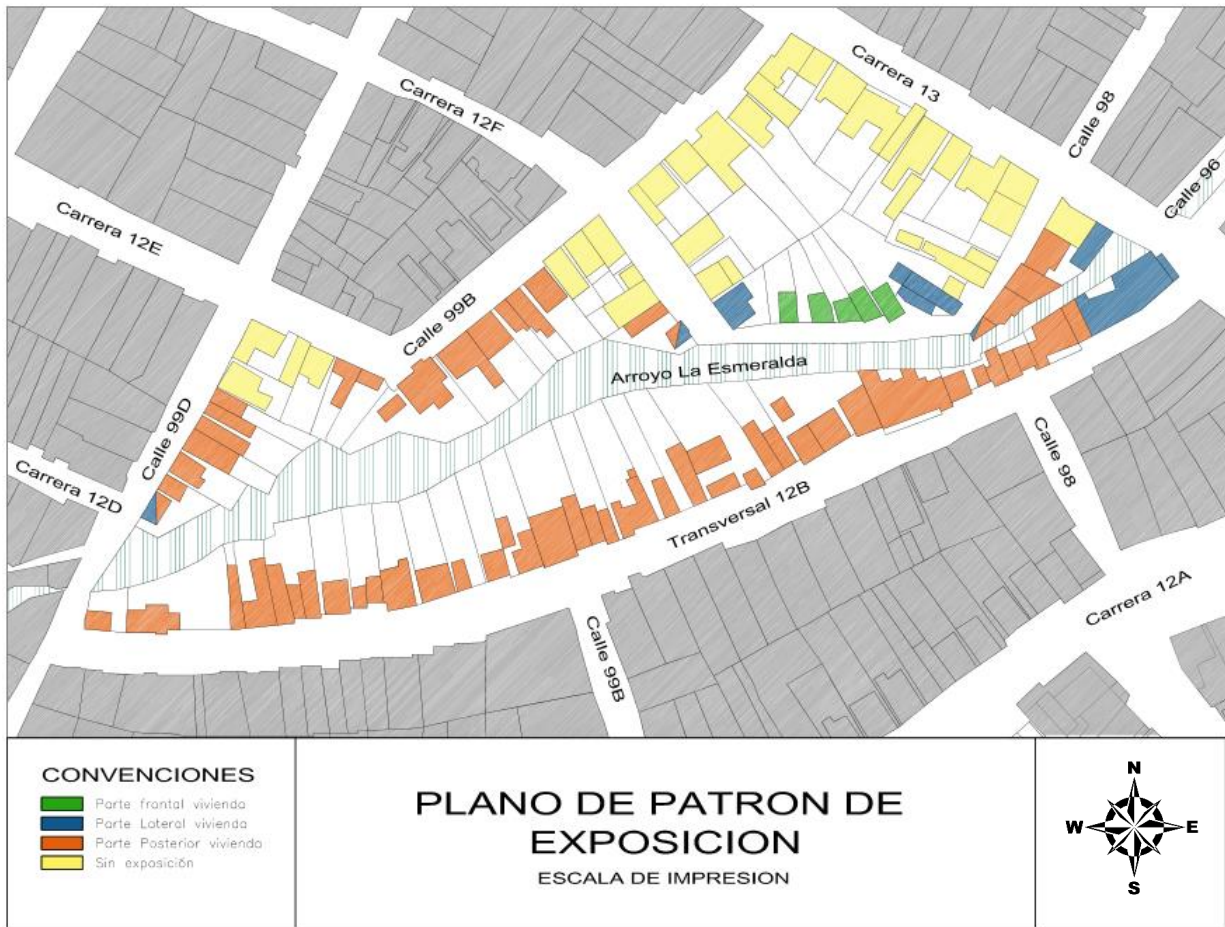 Carrera 13
Carrera 12F
Calle 98
Calle 96
Carrera 12E
Calle 99B
Arroyo La Esmeralda
Calle 99D
Carrera 12D
Calle 98
Transversal 12B
Carrera 12A
Calle 99B
CONVENCIONES
Parte frontal vivienda
Parte Lateral vivienda
Parte Posterior vivienda
Sin exposición
PLANO DE PATRON DE
EXPOSICION
ESCALA DE IMPRESION
N
W E
S